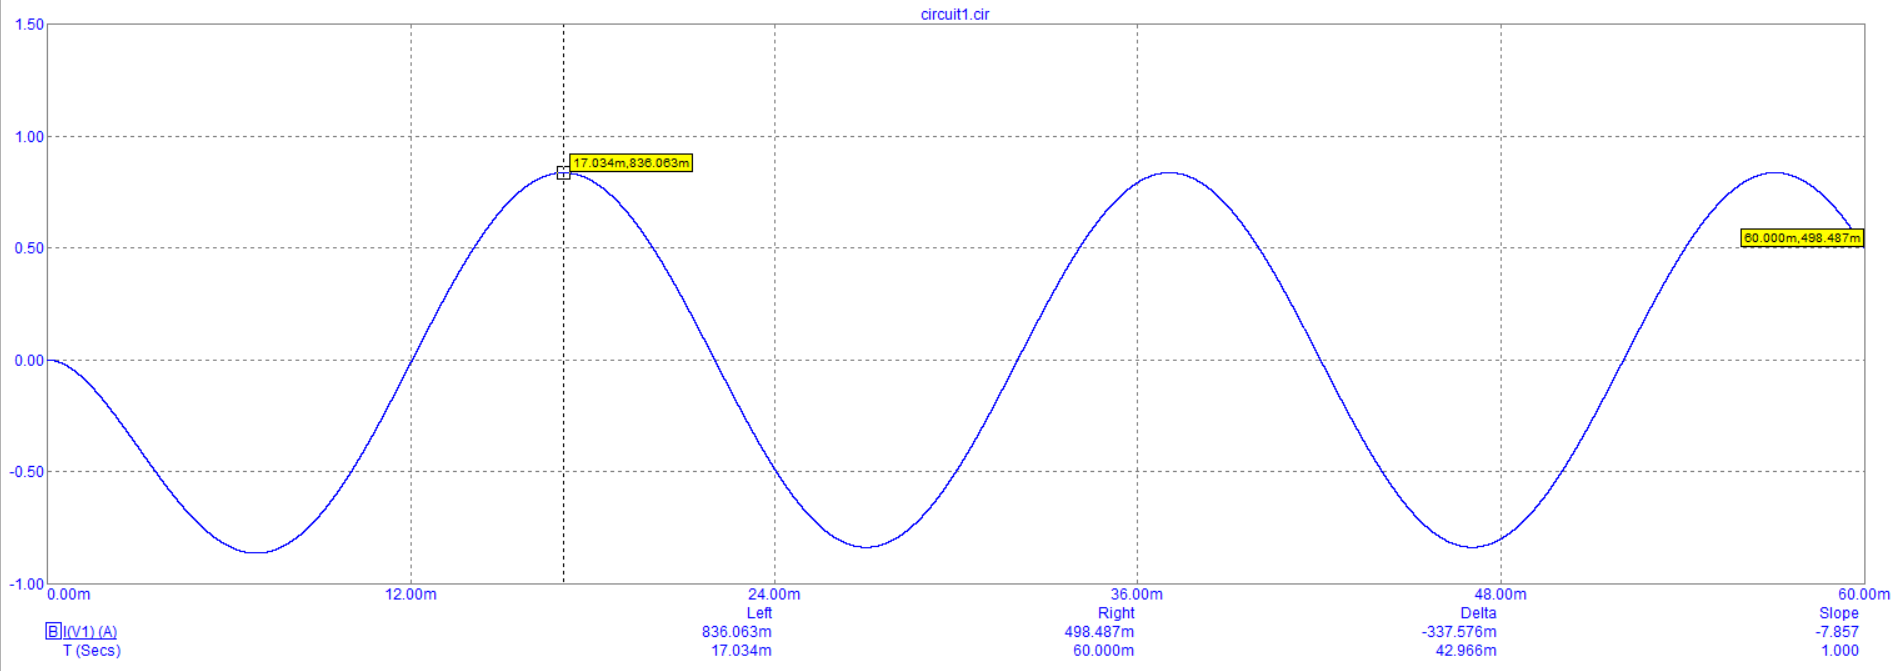 circuit1.cir
1.50
1.00
17.034m,836.063m
0.50
60.000m,498.487m
0.00
-0.50
-1.00
0.00m 12.00m 24.00m 36.00m 48.00m 60.00m
Left Right Delta Slope
B I(V1) (A) 836.063m 498.487m -337.576m -7.857
T (Secs) 17.034m 60.000m 42.966m 1.000